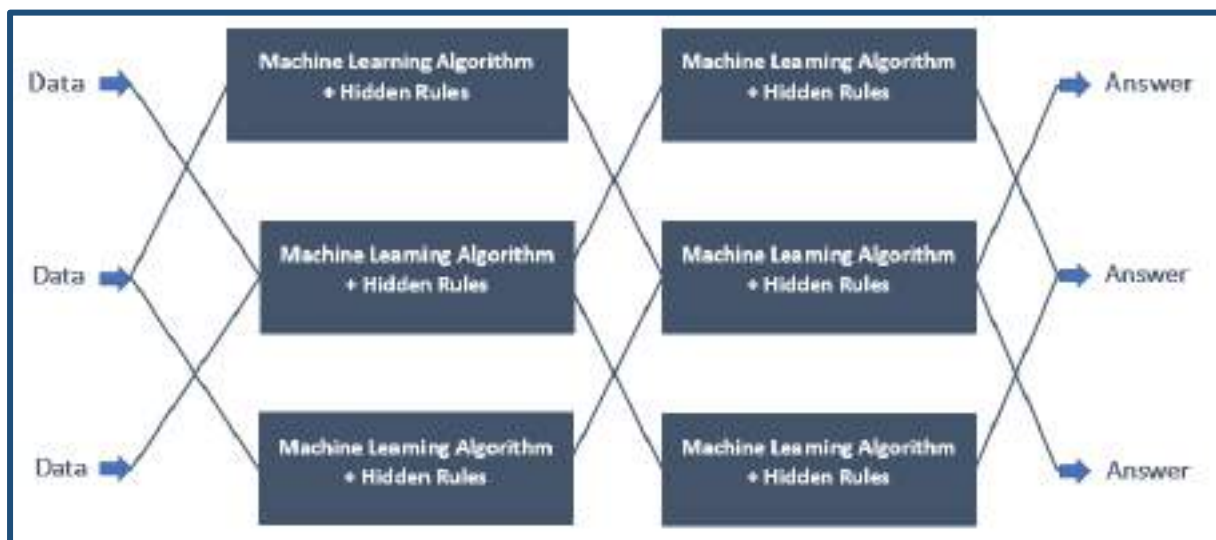 Data
Machine Learning Algorithm
+ Hidden Rules
Machine Learning Algorithm
+ Hidden Rules
Answer
Data
Machine Learning Algorithm
+ Hidden Rules
Machine Learning Algorithm
+ Hidden Rules
Answer
Data
Machine Learning Algorithm
+ Hidden Rules
Machine Learning Algorithm
+ Hidden Rules
Answer